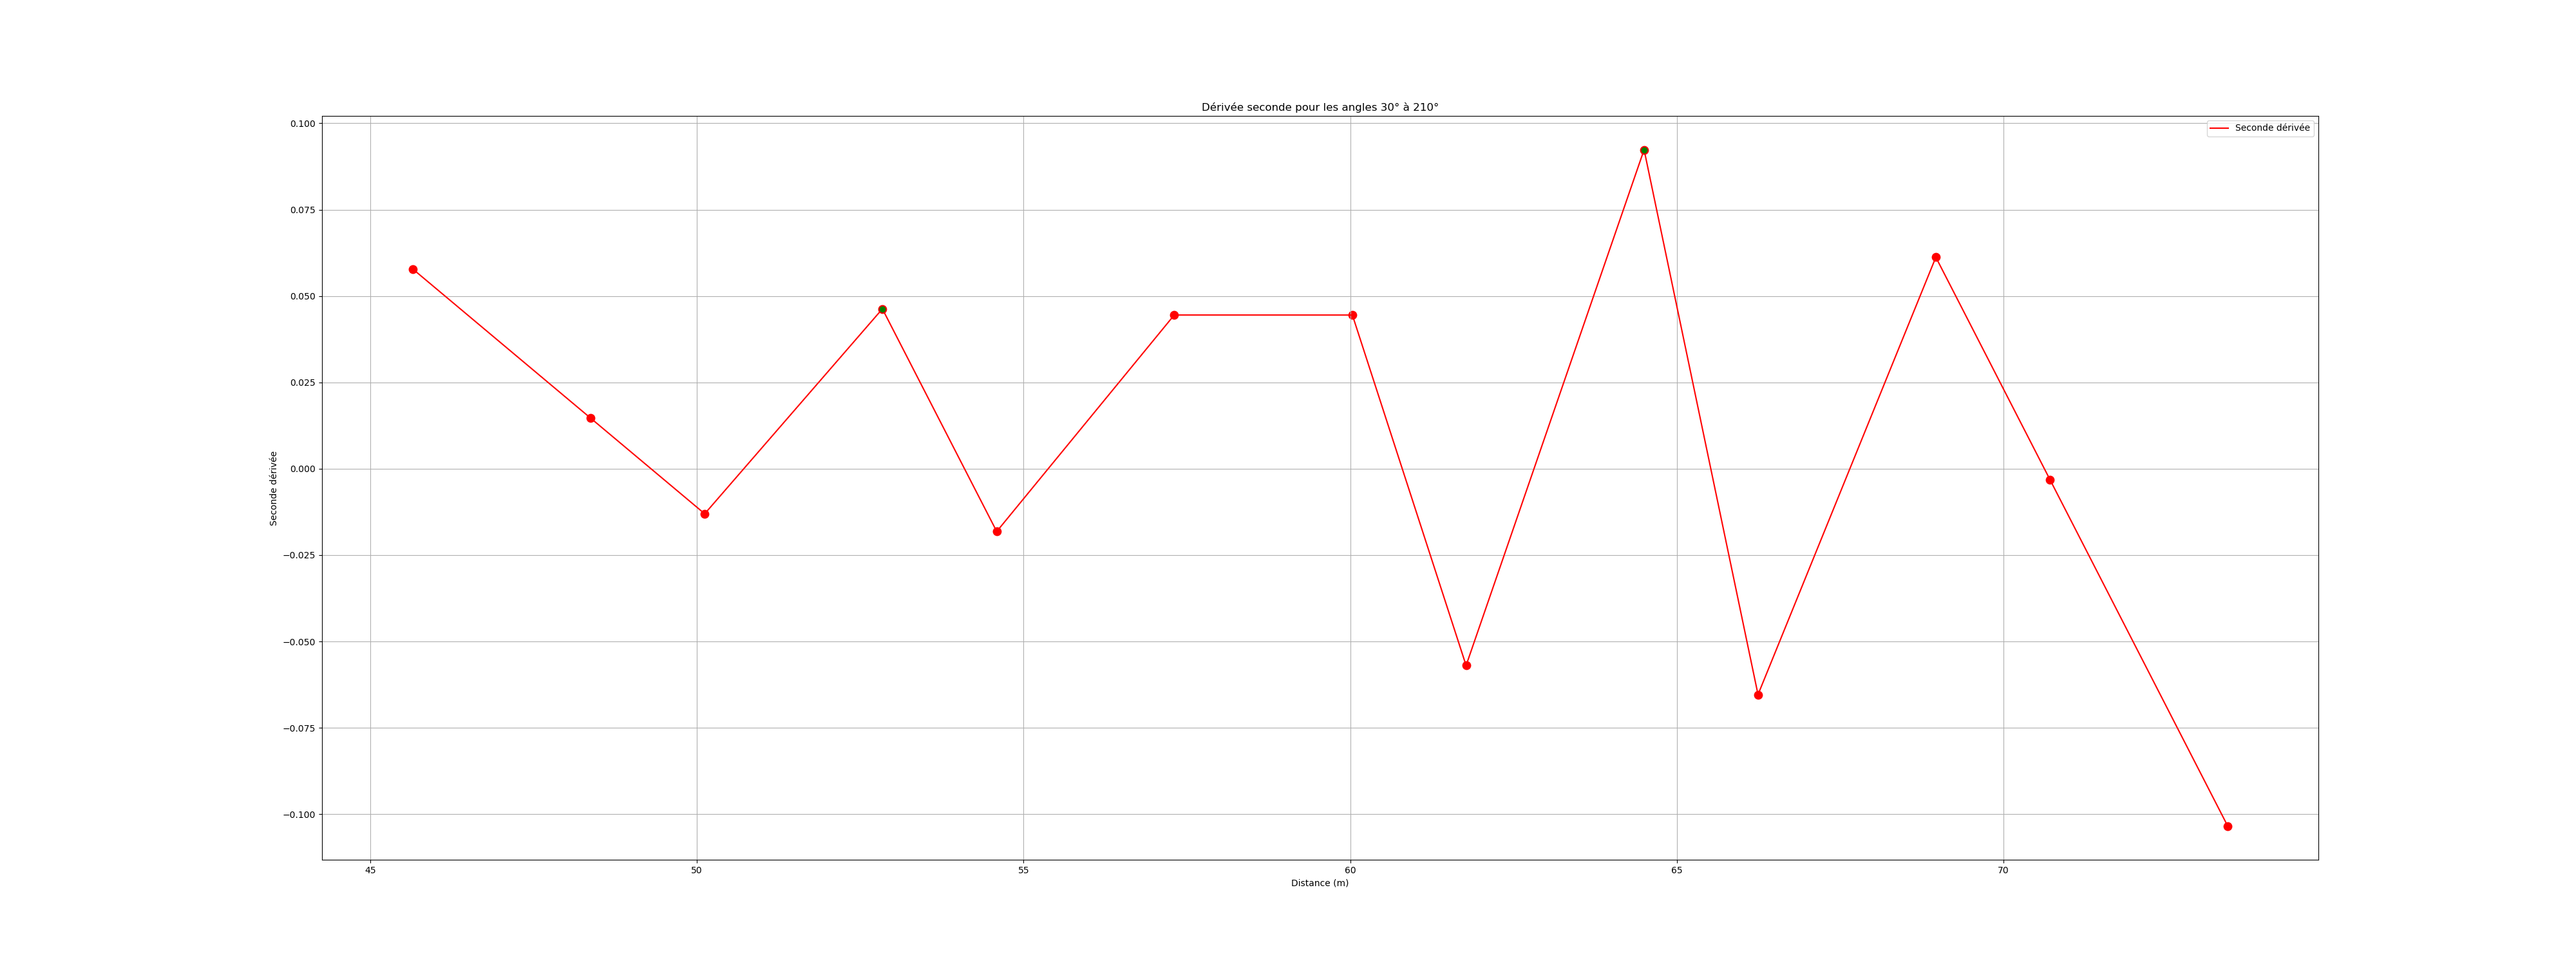 Dérivée seconde pour les angles 30° à 210°
Seconde dérivée
0.100
0.075
0.050
0.025
0.000
−0.025
−0.050
−0.075
−0.100
Seconde dérivée
45 50 55 60 65 70
Distance (m)